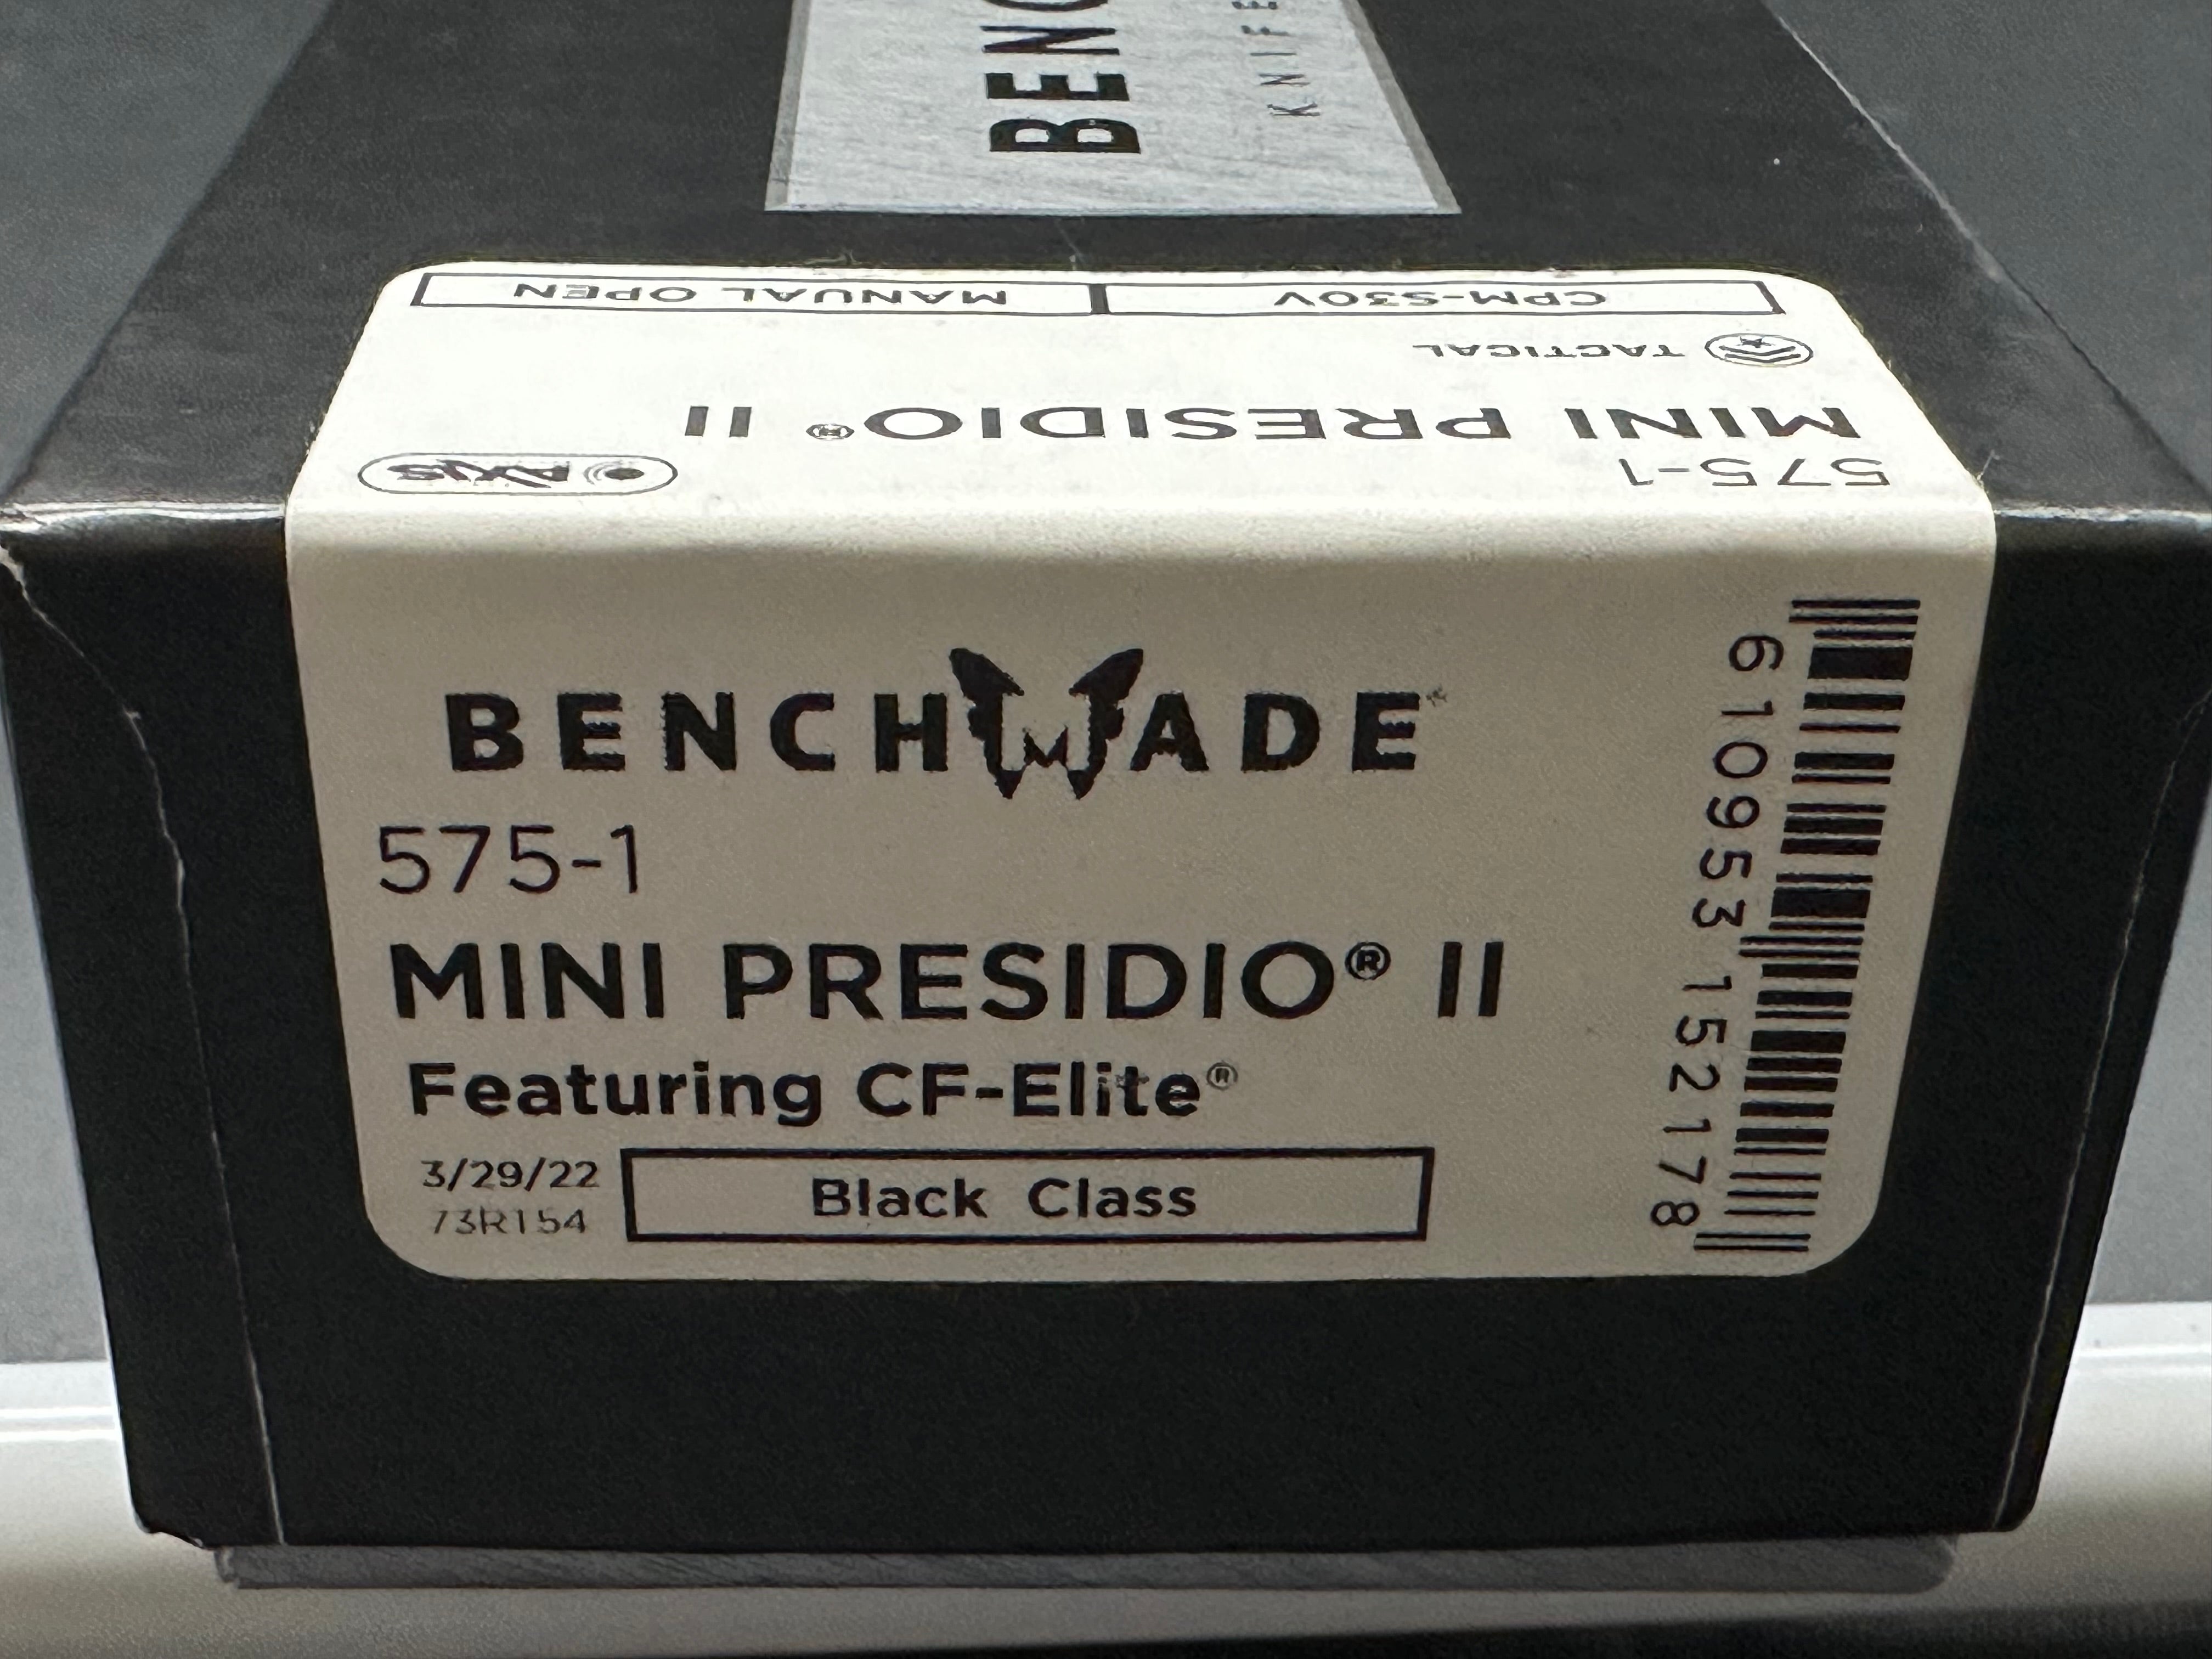 BENC
KNIFE
MANUAL OPEN
CPM-S30V
TACTICAL
MINI PRESIDIO® II
AXIS
575-1
BENCHMADE
575-1
MINI PRESIDIO® II
Featuring CF-Elite®
3/29/22
73R154
Black Class
6 10953 15217 8